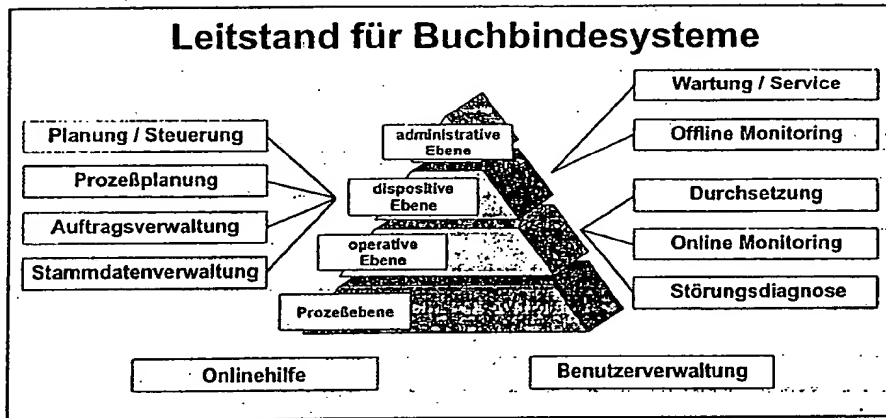 Leitstand für Buchbindesysteme
Planung / Steuerung
Prozeßplanung
Auftragsverwaltung
Stammdatenverwaltung
administrative
Ebene
dispositive
Ebene
operative
Ebene
Prozeßebene
Wartung / Service
Offline Monitoring
Durchsetzung
Online Monitoring
Störungsdiagnose
Onlinehilfe
Benutzerverwaltung